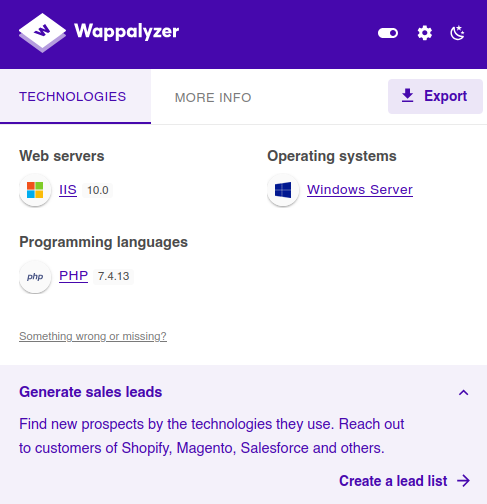 Wappalyzer
TECHNOLOGIES
MORE INFO
Export
Web servers
IIS 10.0
Operating systems
Windows Server
Programming languages
php PHP 7.4.13
Something wrong or missing?
Generate sales leads
Find new prospects by the technologies they use. Reach out
to customers of Shopify, Magento, Salesforce and others.
Create a lead list